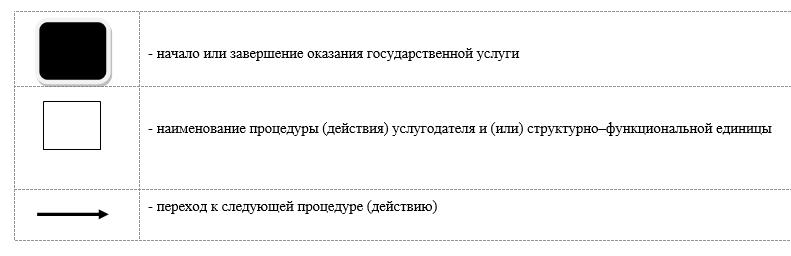 - начало или завершение оказания государственной услуги
- наименование процедуры (действия) услугодателя и (или) структурно–функциональной единицы
- переход к следующей процедуре (действию)